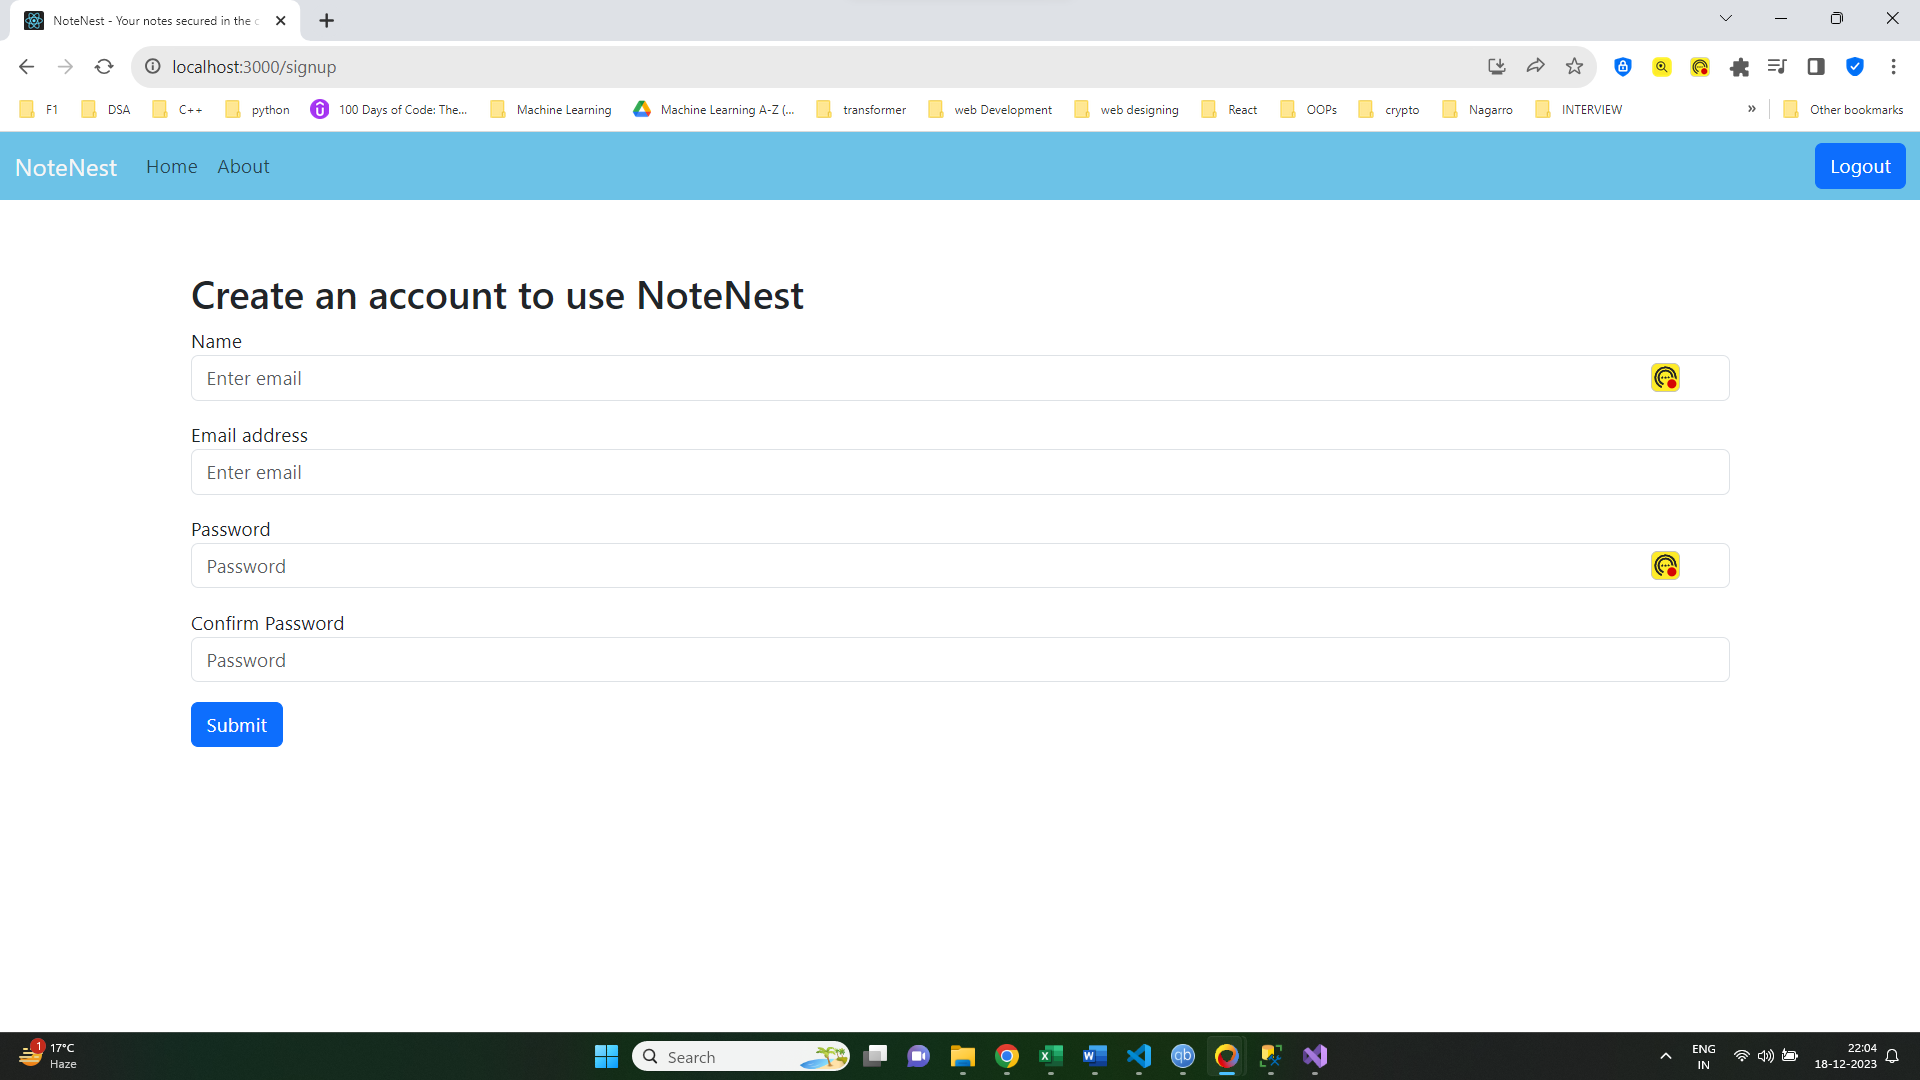 NoteNest - Your notes secured in the c
localhost:3000/signup
F1 DSA C++ python 100 Days of Code: The... Machine Learning Machine Learning A-Z (... transformer web Development web designing React OOPs crypto Nagarro INTERVIEW » Other bookmarks
NoteNest Home About Logout
Create an account to use NoteNest
Name
Enter email
Email address
Enter email
Password
Password
Confirm Password
Password
Submit
1 17°C
Haze
Search
qb
ENG
IN
22:04
18-12-2023